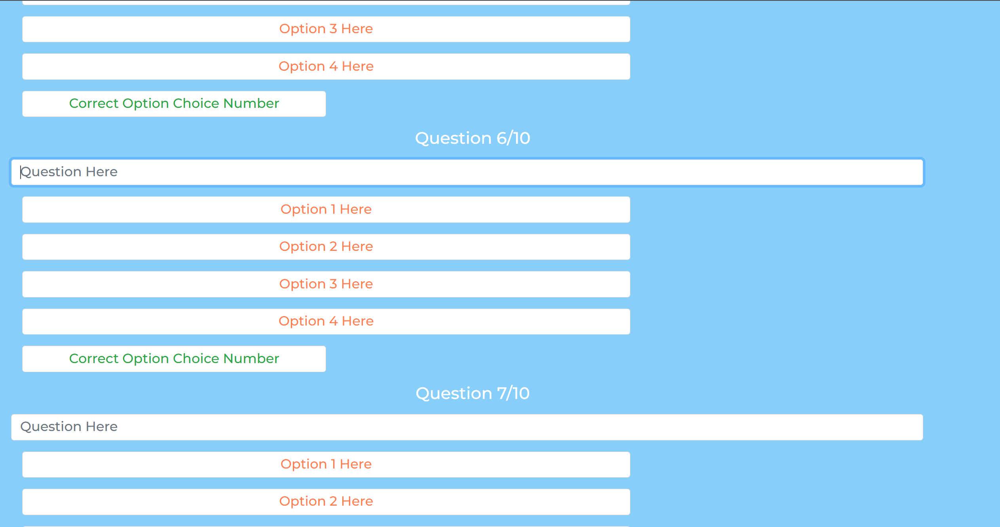 Option 3 Here
Option 4 Here
Correct Option Choice Number
Question 6/10
Question Here
Option 1 Here
Option 2 Here
Option 3 Here
Option 4 Here
Correct Option Choice Number
Question 7/10
Question Here
Option 1 Here
Option 2 Here